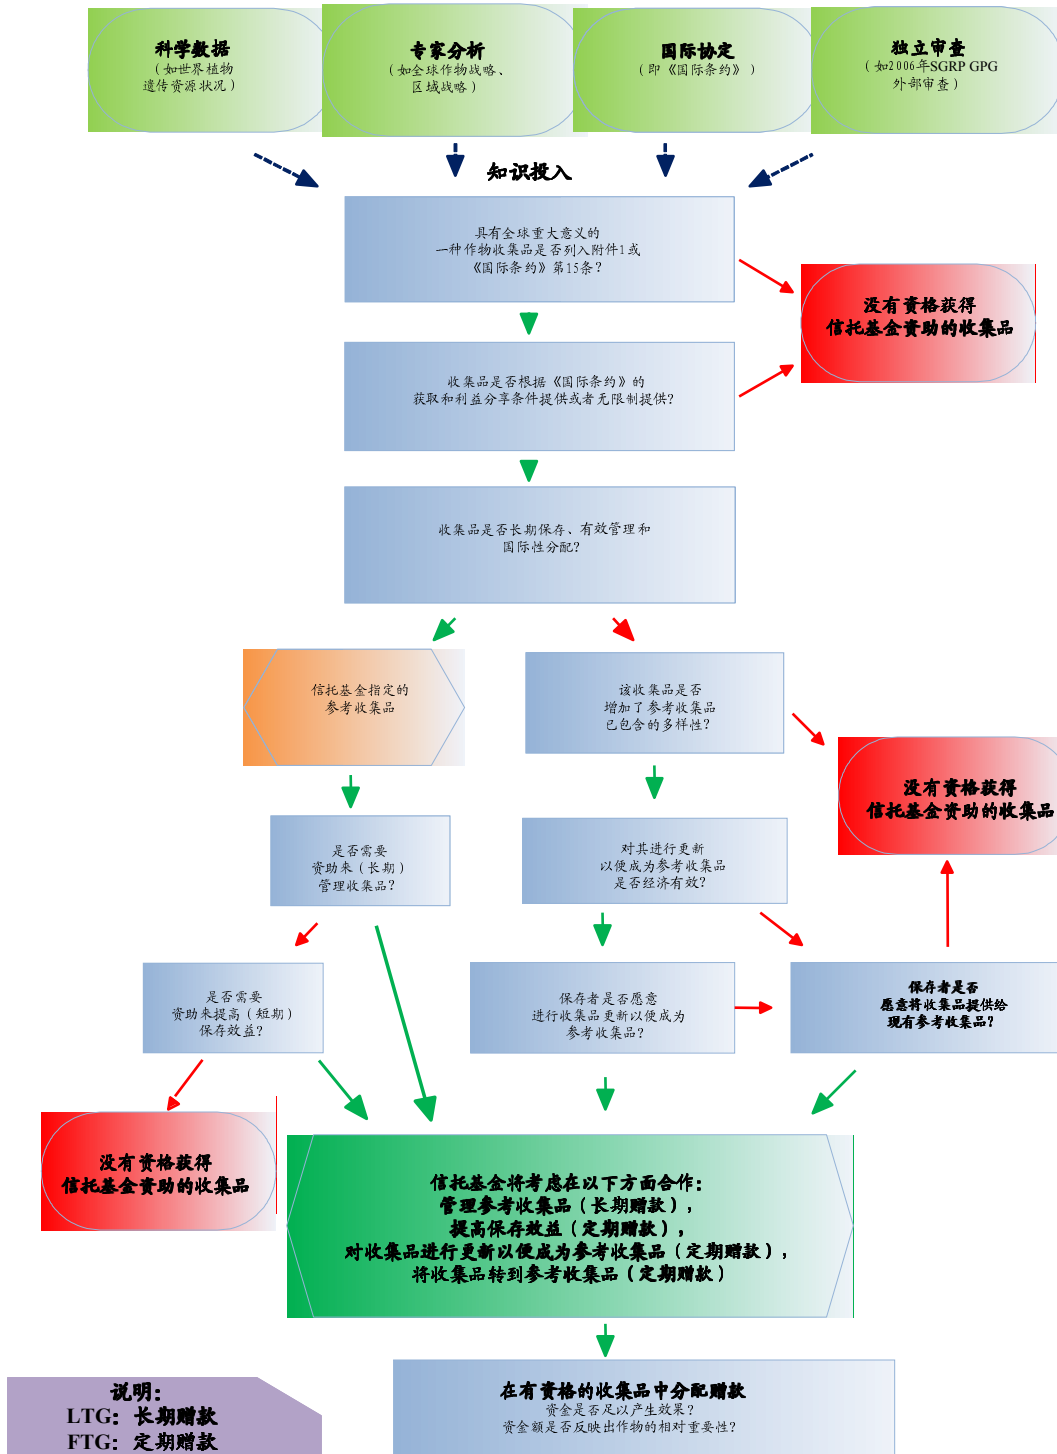 科学数据
（如世界植物
遗传资源状况）
专家分析
（如全球作物战略、
区域战略）
国际协定
（即《国际条约》）
独立审查
（如2006年SGRP GPG
外部审查）
知识投入
具有全球重大意义的
一种作物收集品是否列入附件1或
《国际条约》第15条？
没有资格获得
信托基金资助的收集品
收集品是否根据《国际条约》的
获取和利益分享条件提供或者无限制提供？
收集品是否长期保存、有效管理和
国际性分配？
信托基金指定的
参考收集品
该收集品是否
增加了参考收集品
已包含的多样性？
没有资格获得
信托基金资助的收集品
是否需要
资助来（长期）
管理收集品？
对其进行更新
以便成为参考收集品
是否经济有效？
是否需要
资助来提高（短期）
保存效益？
保存者是否愿意
进行收集品更新以便成为
参考收集品？
保存者是否
愿意将收集品提供给
现有参考收集品？
没有资格获得
信托基金资助的收集品
信托基金将考虑在以下方面合作：
管理参考收集品（长期赠款），
提高保存效益（定期赠款），
对收集品进行更新以便成为参考收集品（定期赠款），
将收集品转到参考收集品（定期赠款）
说明：
LTG：长期赠款
FTG：定期赠款
在有资格的收集品中分配赠款
资金是否足以产生效果？
资金额是否反映出作物的相对重要性？